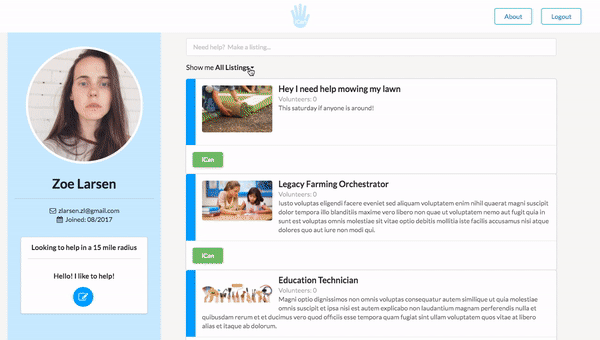 iCan
About
Logout
Need help? Make a listing...
Show me All Listings
Hey I need help mowing my lawn
Volunteers: 0
This saturday if anyone is around!
iCan
Zoe Larsen
zlarsen.zl@gmail.com
Joined: 08/2017
Looking to help in a 15 mile radius
Hello! I like to help!
Legacy Farming Orchestrator
Volunteers: 0
Iusto voluptas eligendi facere eveniet sed aliquam voluptatem enim nihil quaerat magni suscipit
dolor tempora illo blanditiis maxime vero libero non quae ut voluptatem nemo aut fugit quia in
sunt est voluptas omnis molestiae sit vitae optio debitis mollitia iste facilis accusamus nisi atque
dolores quo aut iure non modi qui.
iCan
Education Technician
Volunteers: 0
Magni optio dignissimos non omnis voluptas consequatur autem similique ut quia molestiae
omnis suscipit et ipsa nisi est autem explicabo non laudantium magnam perferendis nulla et
quibusdam rerum et et ducimus vero quod officiis esse tempora quam fugiat sint ullam voluptatem quos vitae at libero
alias et itaque ab dolorum.